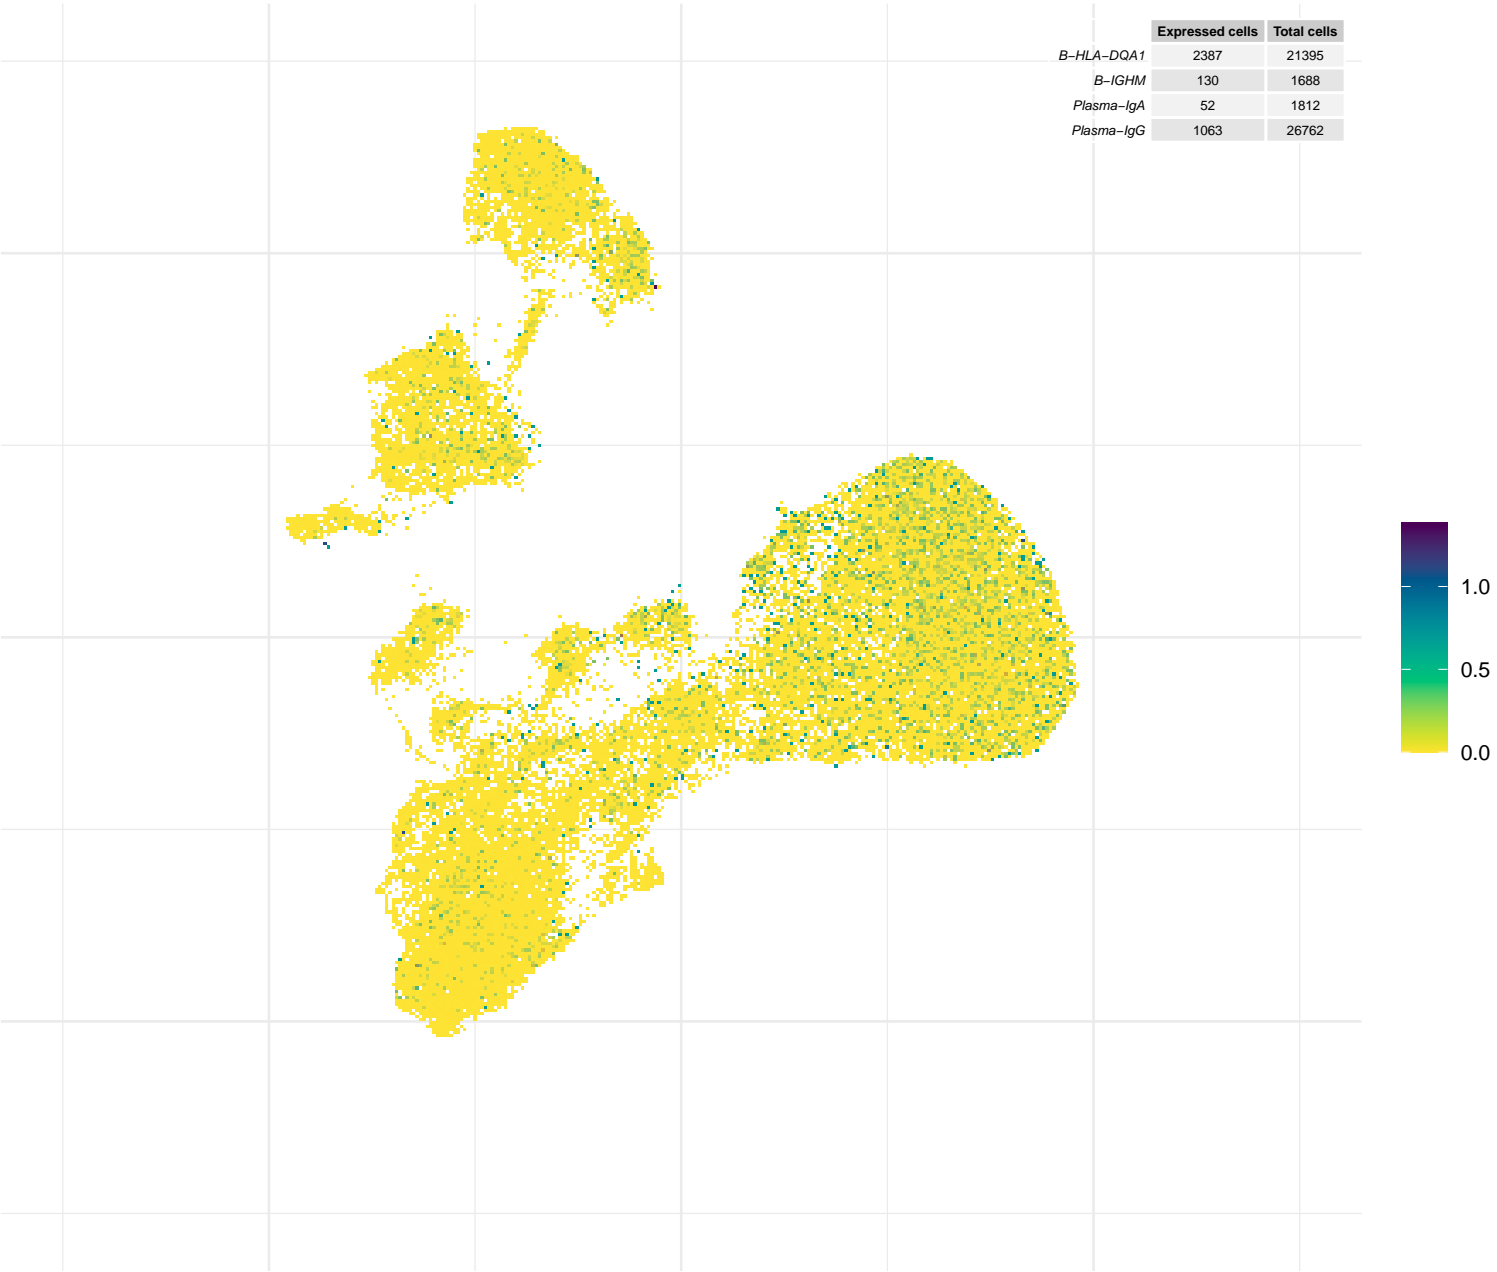 Expressed cells Total cells
B−HLA−DQA1 2387 21395
B−IGHM 130 1688
Plasma−IgA 52 1812
Plasma−IgG 1063 26762
1.0
0.5
0.0